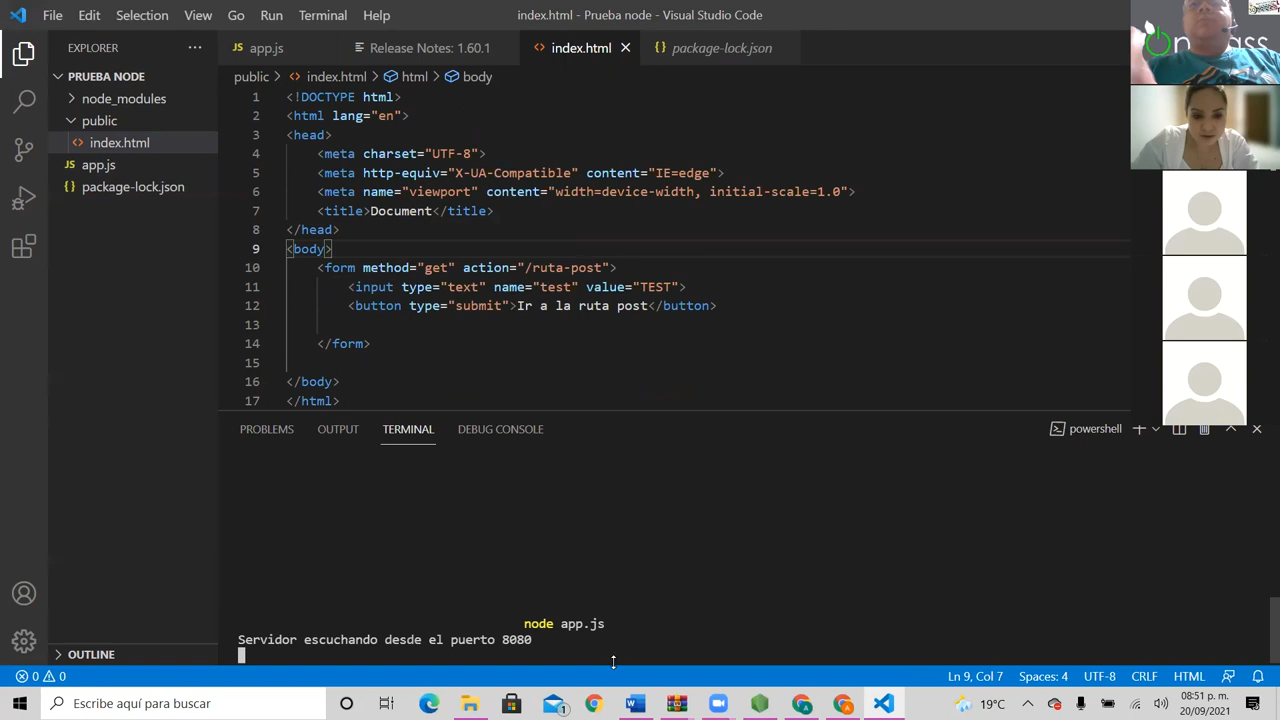 File Edit Selection View Go Run Terminal Help index.html - Prueba node - Visual Studio Code
EXPLORER
PRUEBA NODE
node_modules
public
index.html
app.js
package-lock.json
OUTLINE
app.js Release Notes: 1.60.1 index.html package-lock.json
public index.html html body
1 <!DOCTYPE html>
2 <html lang="en">
3 <head>
4 <meta charset="UTF-8">
5 <meta http-equiv="X-UA-Compatible" content="IE=edge">
6 <meta name="viewport" content="width=device-width, initial-scale=1.0">
7 <title>Document</title>
8 </head>
9 <body>
10 <form method="get" action="/ruta-post">
11 <input type="text" name="test" value="TEST">
12 <button type="submit">Ir a la ruta post</button>
13
14 </form>
15
16 </body>
17 </html>
PROBLEMS OUTPUT TERMINAL DEBUG CONSOLE powershell
node app.js
Servidor escuchando desde el puerto 8080
0 0 Ln 9, Col 7 Spaces: 4 UTF-8 CRLF HTML
Escribe aquí para buscar 1 19°C 08:51 p. m.
20/09/2021